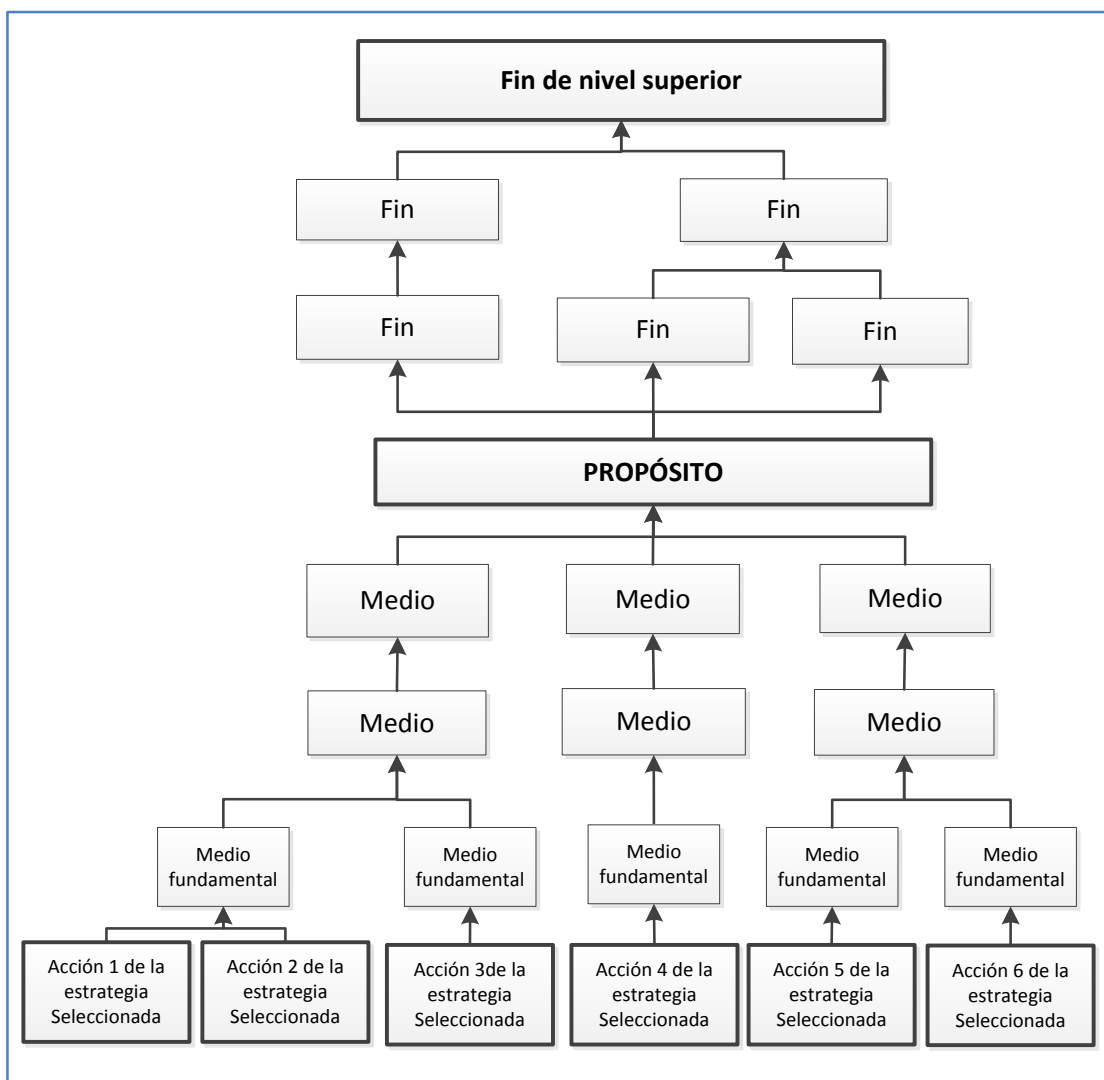 Fin de nivel superior
Fin
Fin
Fin
Fin
Fin
PROPÓSITO
Medio
Medio
Medio
Medio
Medio
Medio
Medio
fundamental
Medio
fundamental
Medio
fundamental
Medio
fundamental
Medio
fundamental
Acción 1 de la
estrategia
Seleccionada
Acción 2 de la
estrategia
Seleccionada
Acción 3de la
estrategia
Seleccionada
Acción 4 de la
estrategia
Seleccionada
Acción 5 de la
estrategia
Seleccionada
Acción 6 de la
estrategia
Seleccionada